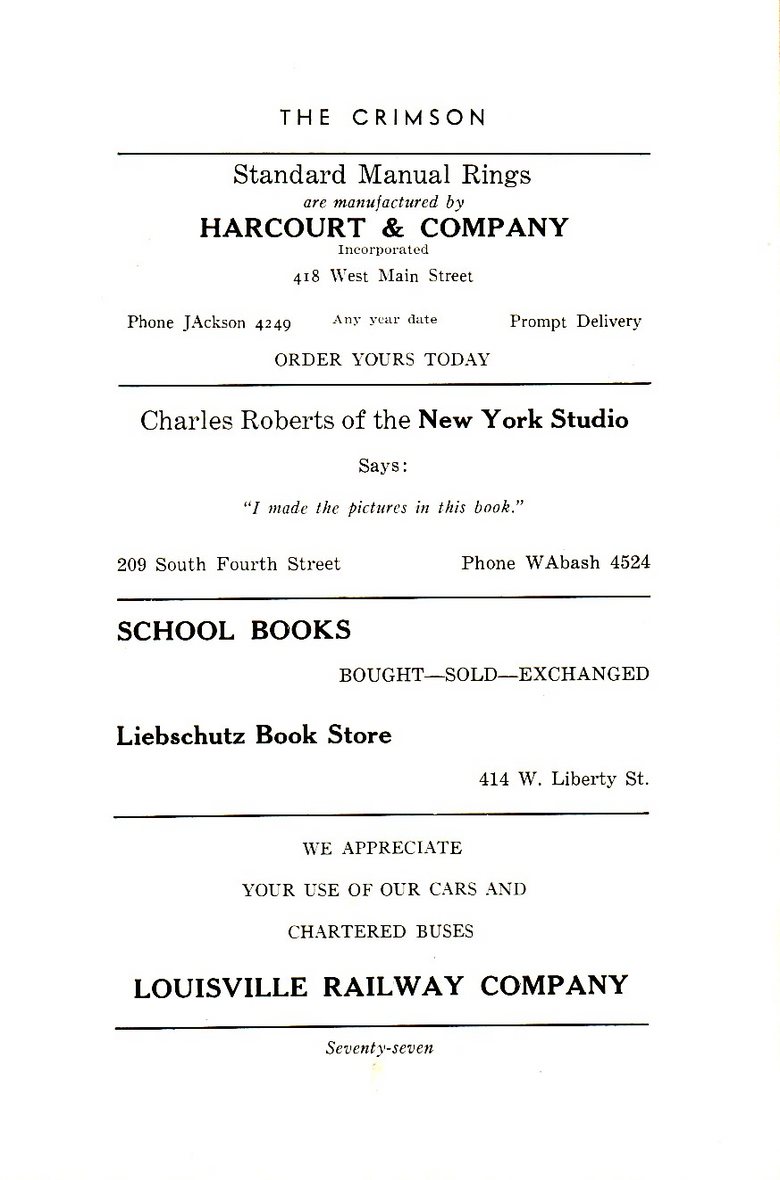 THE CRIMSON
Standard Manual Rings
are manufactured by
HARCOURT & COMPANY
Incorporated
418 West Main Street
Phone JAckson 4249 Any year date Prompt Delivery
ORDER YOURS TODAY
Charles Roberts of the New York Studio
Says:
“I made the pictures in this book.”
209 South Fourth Street Phone WAbash 4524
SCHOOL BOOKS
BOUGHT—SOLD—EXCHANGED
Liebschutz Book Store
414 W. Liberty St.
WE APPRECIATE
YOUR USE OF OUR CARS AND
CHARTERED BUSES
LOUISVILLE RAILWAY COMPANY
Seventy-seven